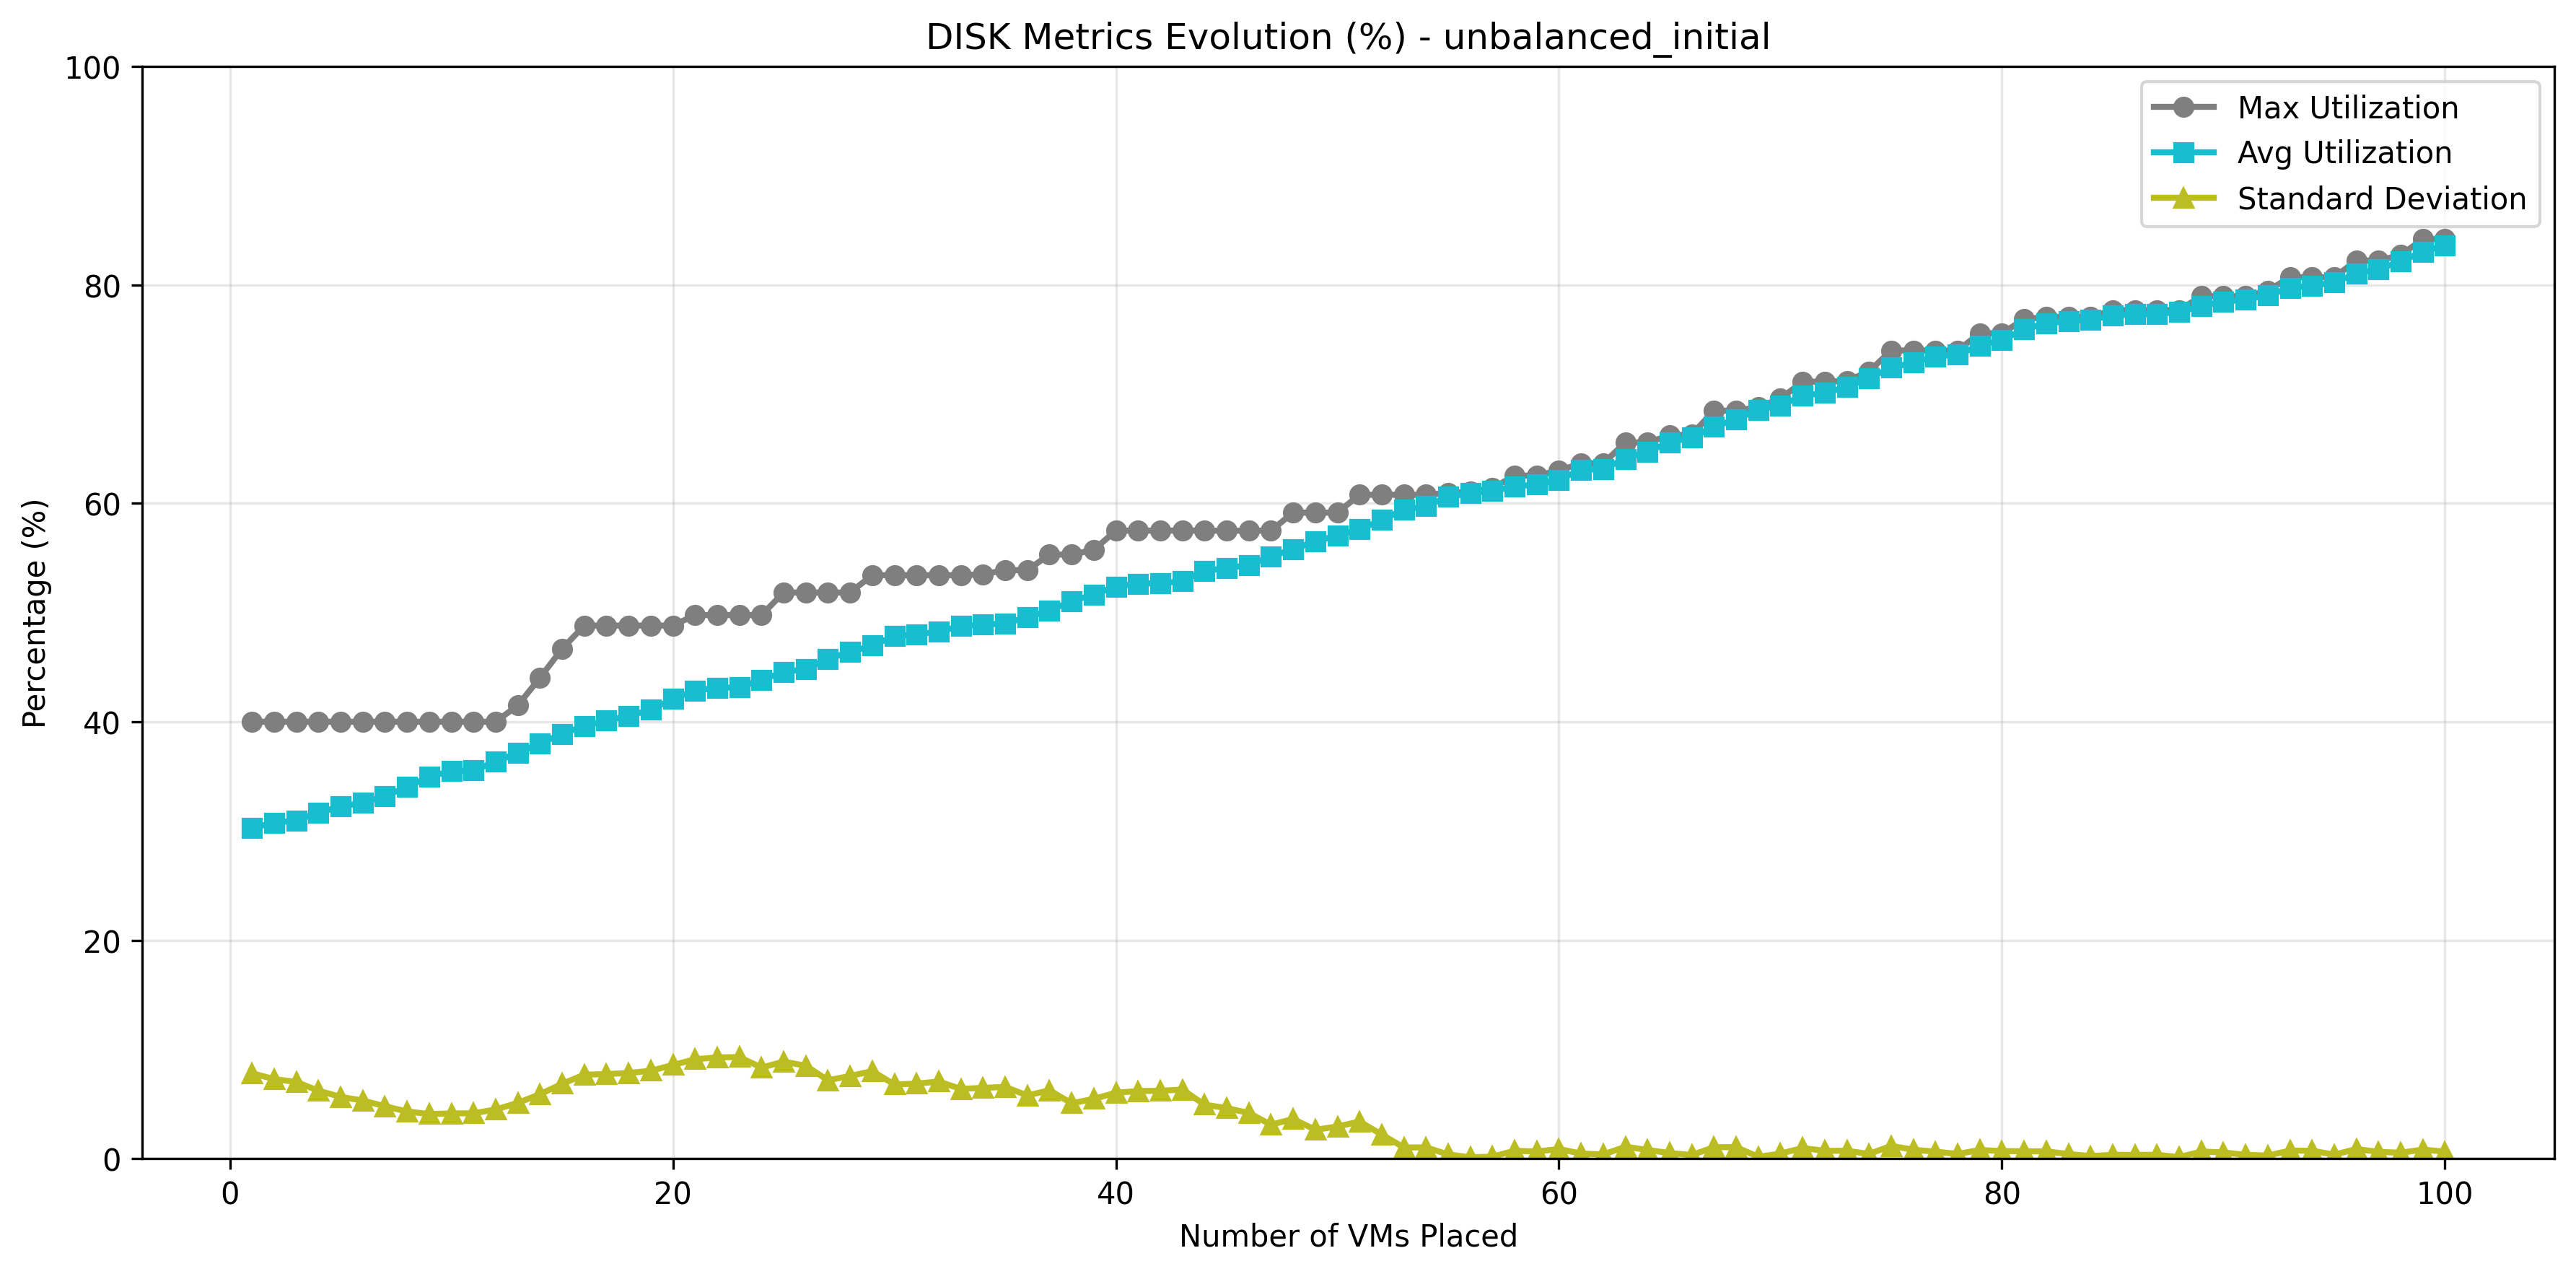 DISK Metrics Evolution (%) - unbalanced_initial
100
80
60
40
20
0
Percentage (%)
Max Utilization
Avg Utilization
Standard Deviation
0 20 40 60 80 100
Number of VMs Placed